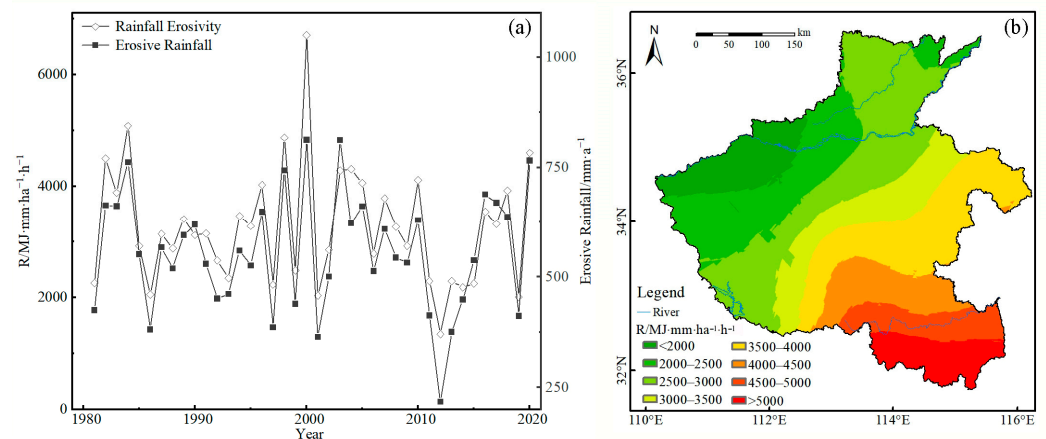 (a)
Rainfall Erosivity
Erosive Rainfall
6000
4000
2000
0
R/MJ·mm·ha⁻¹·h⁻¹
1000
750
500
250
Erosive Rainfall/mm·a⁻¹
1980 1990 2000 2010 2020
Year
(b)
N
km
0 50 100 150
36°N
34°N
32°N
Legend
River
R/MJ·mm·ha⁻¹·h⁻¹
<2000
2000–2500
2500–3000
3000–3500
3500–4000
4000–4500
4500–5000
>5000
110°E 112°E 114°E 116°E